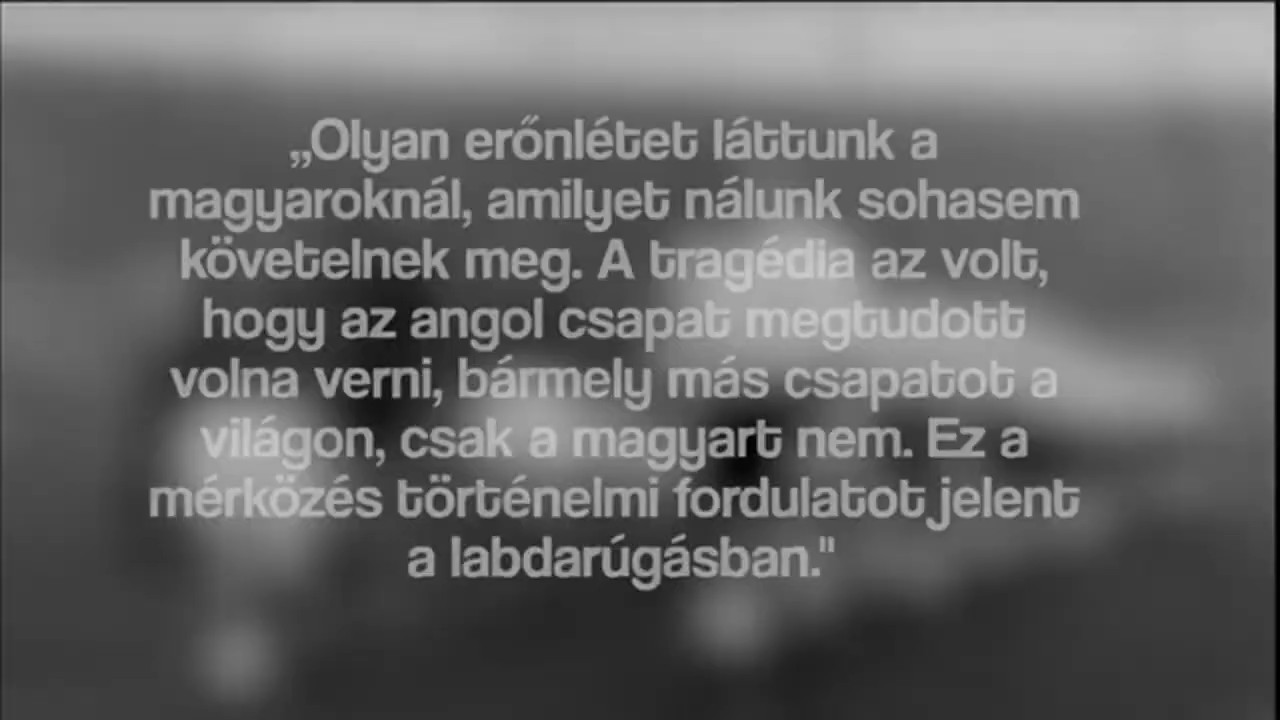 „Olyan erőnlétet láttunk a
magyaroknál, amilyet nálunk sohasem
követelnek meg. A tragédia az volt,
hogy az angol csapat megtudott
volna verni, bármely más csapatot a
világon, csak a magyart nem. Ez a
mérközés történelmi fordulatot jelent
a labdarúgásban."